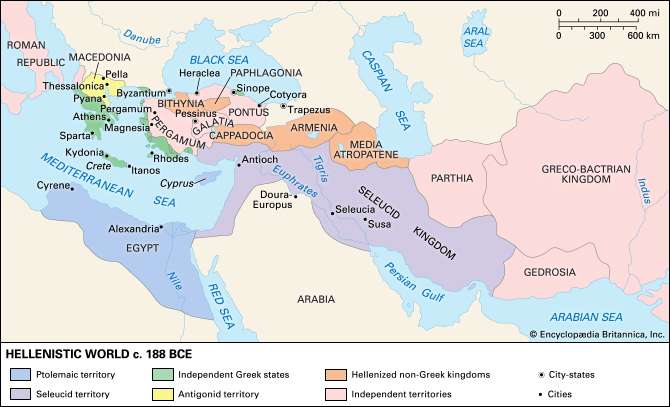 0 200 400 mi
0 300 600 km
ROMAN
REPUBLIC
Danube
MACEDONIA
Pella
Thessalonica
Pyana
Athens
Sparta
Kydonia
Crete
Itanos
Rhodes
Byzantium
Pergamum
Magnesia
BLACK SEA
Heraclea
PAPHLAGONIA
Sinope
Cotyora
Trapezus
BITHYNIA
Pessinus
PONTUS
GALATIA
PERGAMUM
CAPPADOCIA
ARMENIA
MEDIA
ATROPATENE
CASPIAN
SEA
ARAL
SEA
MEDITERRANEAN
SEA
Cyrene
Cyprus
Antioch
Tigris
Euphrates
Doura-
Europus
Seleucia
Susa
SELEUCID
KINGDOM
PARTHIA
GRECO-BACTRIAN
KINGDOM
Indus
GEDROSIA
Alexandria
EGYPT
Nile
RED SEA
ARABIA
Persian Gulf
ARABIAN SEA
© Encyclopædia Britannica, Inc.
HELLENISTIC WORLD c. 188 BCE
Ptolemaic territory
Independent Greek states
Hellenized non-Greek kingdoms
City-states
Seleucid territory
Antigonid territory
Independent territories
Cities